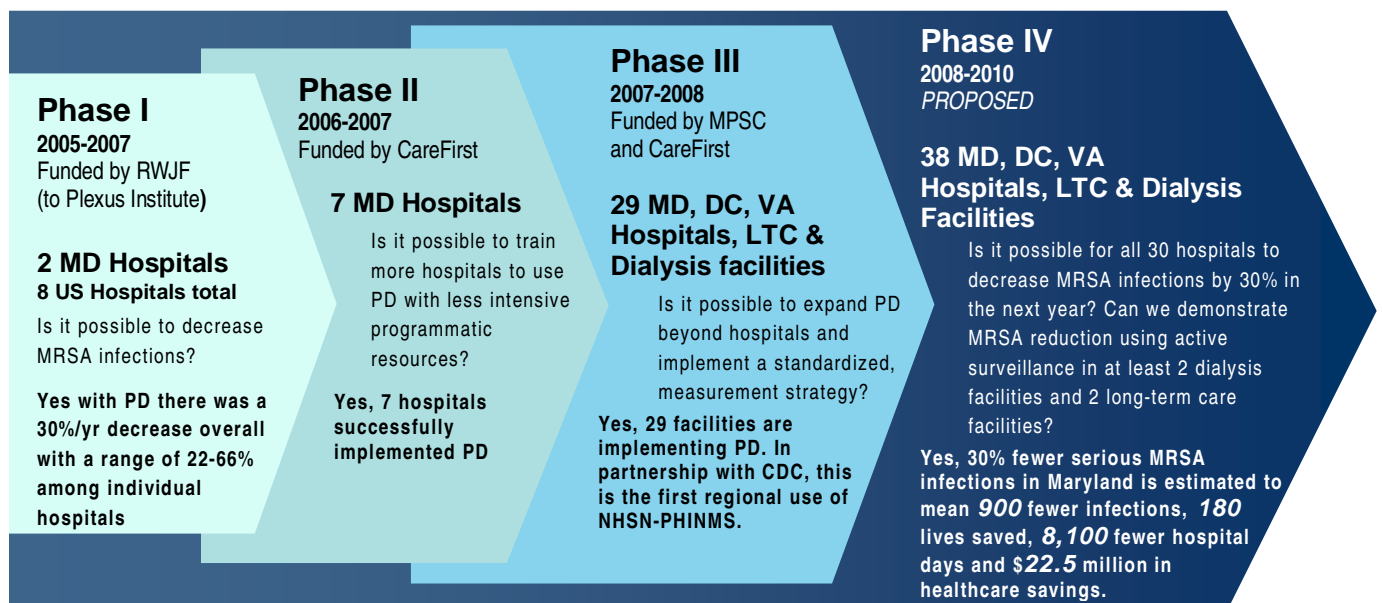 Phase I
2005-2007
Funded by RWJF
(to Plexus Institute)
2 MD Hospitals
8 US Hospitals total
Is it possible to decrease
MRSA infections?
Yes with PD there was a
30%/yr decrease overall
with a range of 22-66%
among individual
hospitals
Phase II
2006-2007
Funded by CareFirst
7 MD Hospitals
Is it possible to train
more hospitals to use
PD with less intensive
programmatic
resources?
Yes, 7 hospitals
successfully
implemented PD
Phase III
2007-2008
Funded by MPSC
and CareFirst
29 MD, DC, VA
Hospitals, LTC &
Dialysis facilities
Is it possible to expand PD
beyond hospitals and
implement a standardized,
measurement strategy?
Yes, 29 facilities are
implementing PD. In
partnership with CDC, this
is the first regional use of
NHSN-PHINMS.
Phase IV
2008-2010
PROPOSED
38 MD, DC, VA
Hospitals, LTC & Dialysis
Facilities
Is it possible for all 30 hospitals to
decrease MRSA infections by 30% in
the next year? Can we demonstrate
MRSA reduction using active
surveillance in at least 2 dialysis
facilities and 2 long-term care
facilities?
Yes, 30% fewer serious MRSA
infections in Maryland is estimated to
mean 900 fewer infections, 180
lives saved, 8,100 fewer hospital
days and $22.5 million in
healthcare savings.